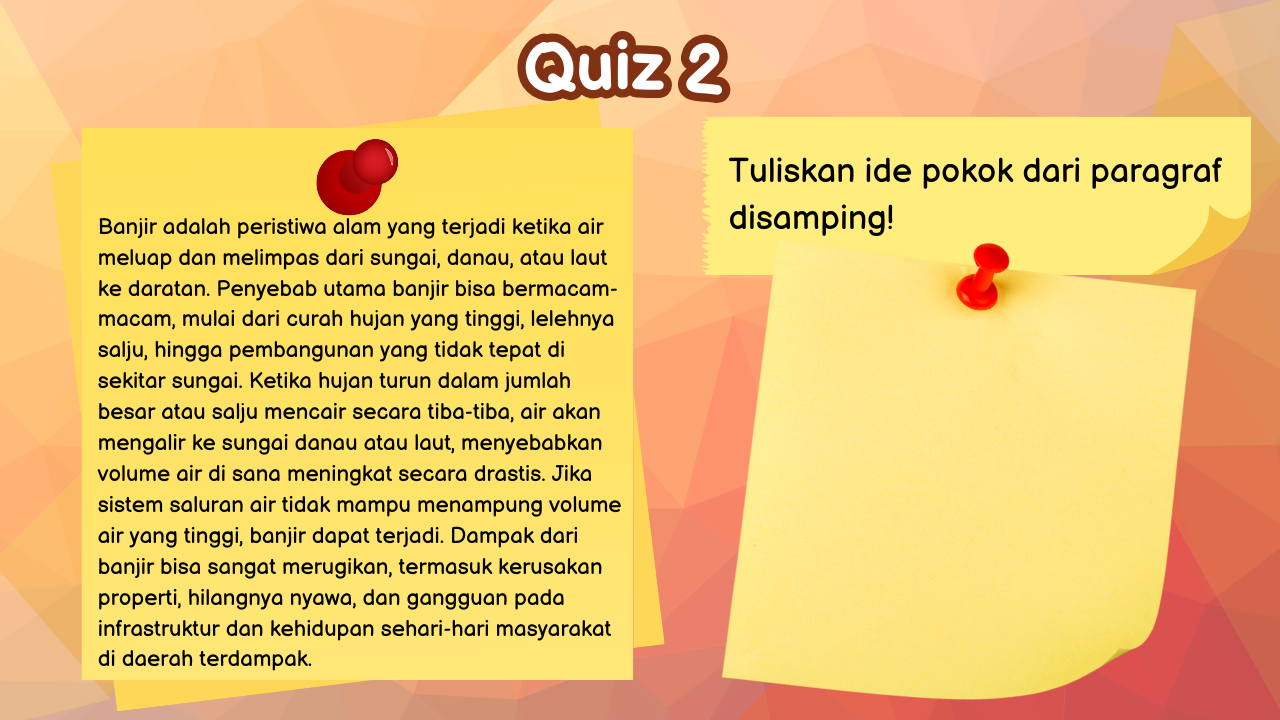 Quiz 2
Banjir adalah peristiwa alam yang terjadi ketika air
meluap dan melimpas dari sungai, danau, atau laut
ke daratan. Penyebab utama banjir bisa bermacam-
macam, mulai dari curah hujan yang tinggi, lelehnya
salju, hingga pembangunan yang tidak tepat di
sekitar sungai. Ketika hujan turun dalam jumlah
besar atau salju mencair secara tiba-tiba, air akan
mengalir ke sungai danau atau laut, menyebabkan
volume air di sana meningkat secara drastis. Jika
sistem saluran air tidak mampu menampung volume
air yang tinggi, banjir dapat terjadi. Dampak dari
banjir bisa sangat merugikan, termasuk kerusakan
properti, hilangnya nyawa, dan gangguan pada
infrastruktur dan kehidupan sehari-hari masyarakat
di daerah terdampak.
Tuliskan ide pokok dari paragraf
disamping!